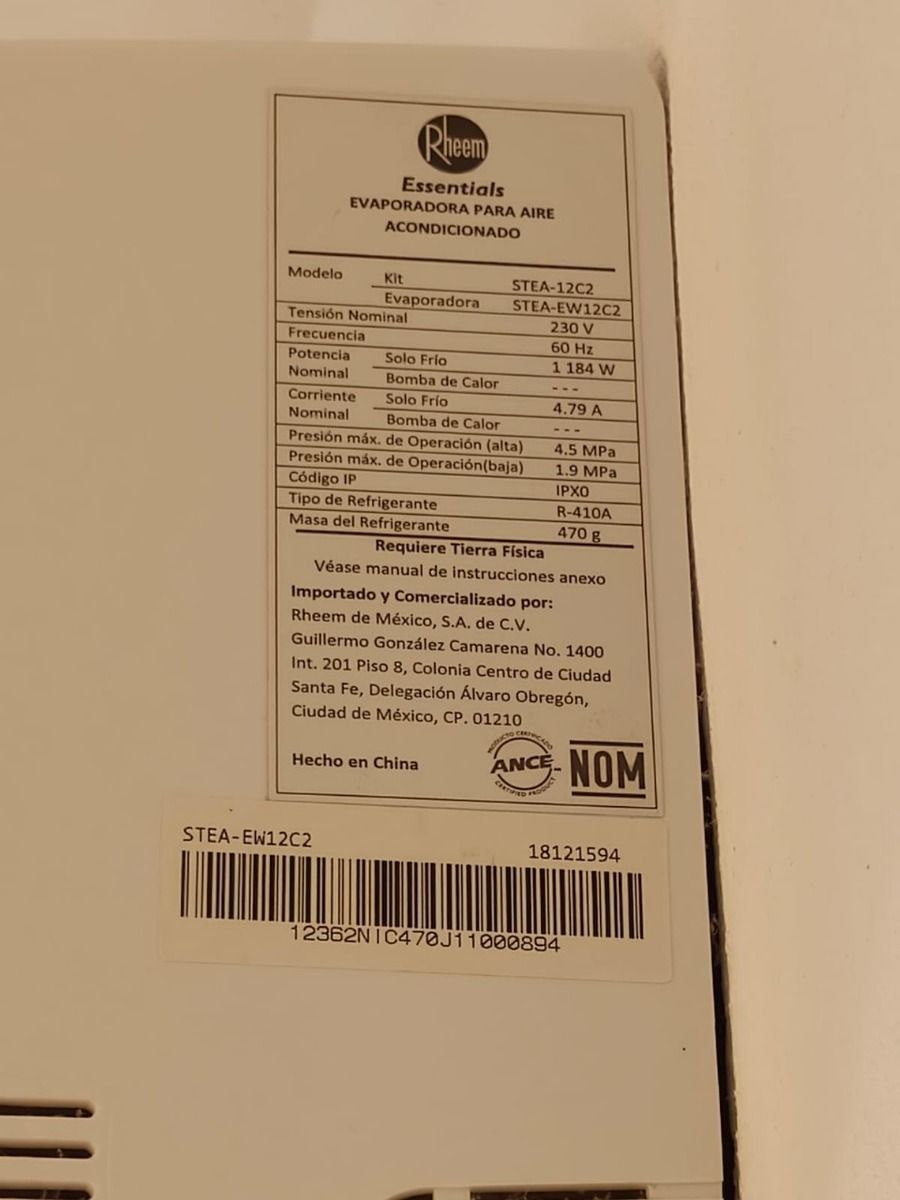 Rheem
Essentials
EVAPORADORA PARA AIRE
ACONDICIONADO
Modelo Kit STEA-12C2
Evaporadora STEA-EW12C2
Tensión Nominal 230 V
Frecuencia 60 Hz
Potencia Nominal Solo Frío 1 184 W
Bomba de Calor - - -
Corriente Nominal Solo Frío 4.79 A
Bomba de Calor - - -
Presión máx. de Operación (alta) 4.5 MPa
Presión máx. de Operación(baja) 1.9 MPa
Código IP IPX0
Tipo de Refrigerante R-410A
Masa del Refrigerante 470 g
Requiere Tierra Física
Véase manual de instrucciones anexo
Importado y Comercializado por:
Rheem de México, S.A. de C.V.
Guillermo González Camarena No. 1400
Int. 201 Piso 8, Colonia Centro de Ciudad
Santa Fe, Delegación Álvaro Obregón,
Ciudad de México, CP. 01210
Hecho en China
PRODUCTO CERTIFICADO
ANCE - NOM
CERTIFIED PRODUCT
STEA-EW12C2 18121594
12362NIC470J11000894